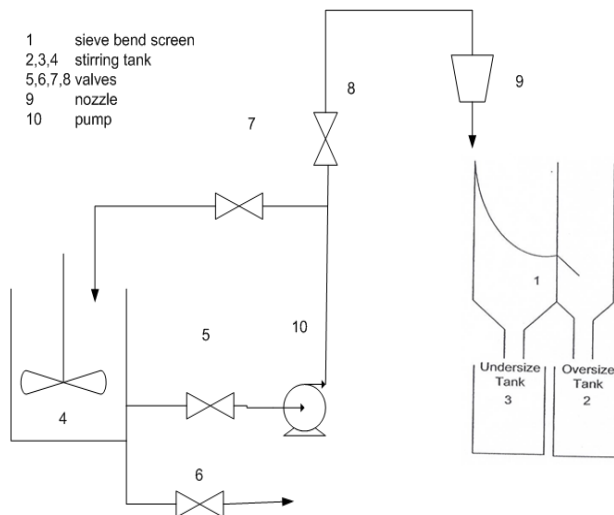 1 sieve bend screen
2,3,4 stirring tank
5,6,7,8 valves
9 nozzle
10 pump
8
9
7
1
5
10
Undersize
Tank
3
Oversize
Tank
2
4
6